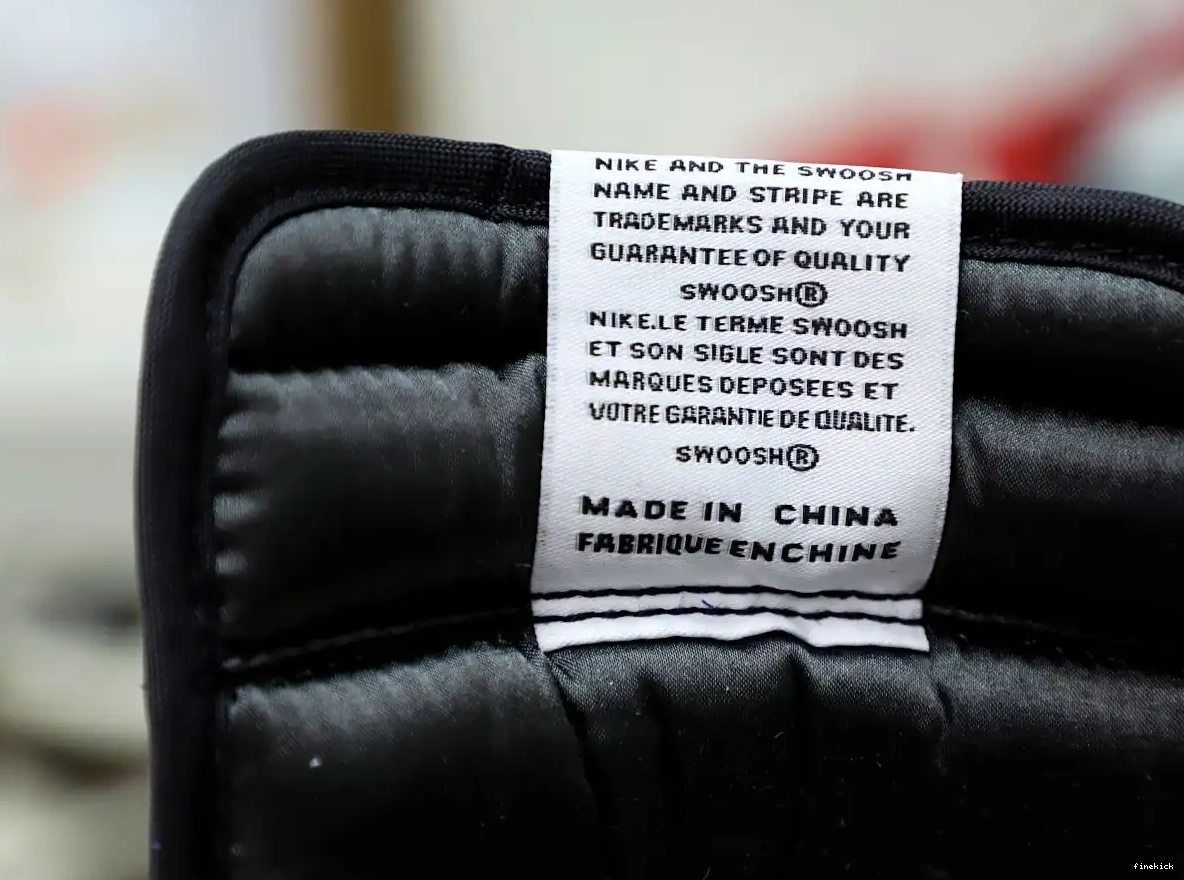 NIKE AND THE SWOOSH
NAME AND STRIPE ARE
TRADEMARKS AND YOUR
GUARANTEE OF QUALITY
SWOOSH®
NIKE.LE TERME SWOOSH
ET SON SIGLE SONT DES
MARQUES DEPOSEES ET
VOTRE GARANTIE DE QUALITE.
SWOOSH®
MADE IN CHINA
FABRIQUE EN CHINE
finekick